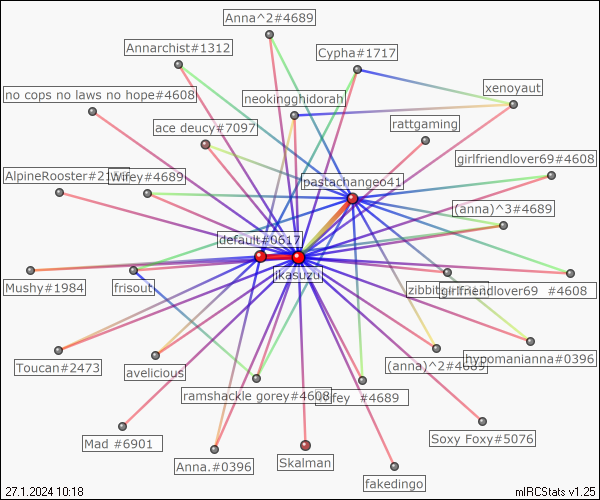 Anna^2#4689
Annarchist#1312
Cypha#1717
no cops no laws no hope#4608
neokingghidorah
xenoyaut
ace deucy#7097
rattgaming
girlfriendlover69#4608
AlpineRooster#21
Wifey#4689
pastachangeo41
(anna)^3#4689
default#0617
ikasuzu
Mushy#1984
frisout
girlfriendlover69 #4608
Toucan#2473
avelicious
(anna)^2#4689
hypomanianna#0396
ramshackle gorey#4608
#4689
Mad #6901
Anna.#0396
Skalman
Soxy Foxy#5076
fakedingo
27.1.2024 10:18
mIRCStats v1.25